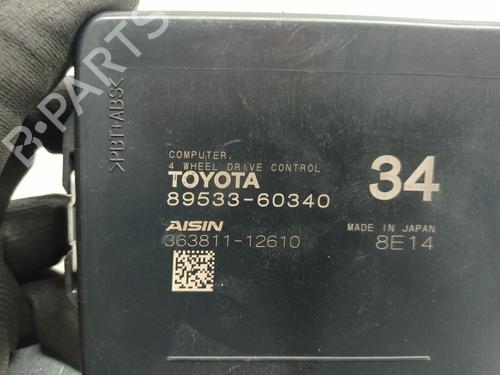 B-PARTS
>PBT+ABS<
COMPUTER,
4 WHEEL DRIVE CONTROL
TOYOTA
89533-60340
34
AISIN
363811-12610
MADE IN JAPAN
8E14